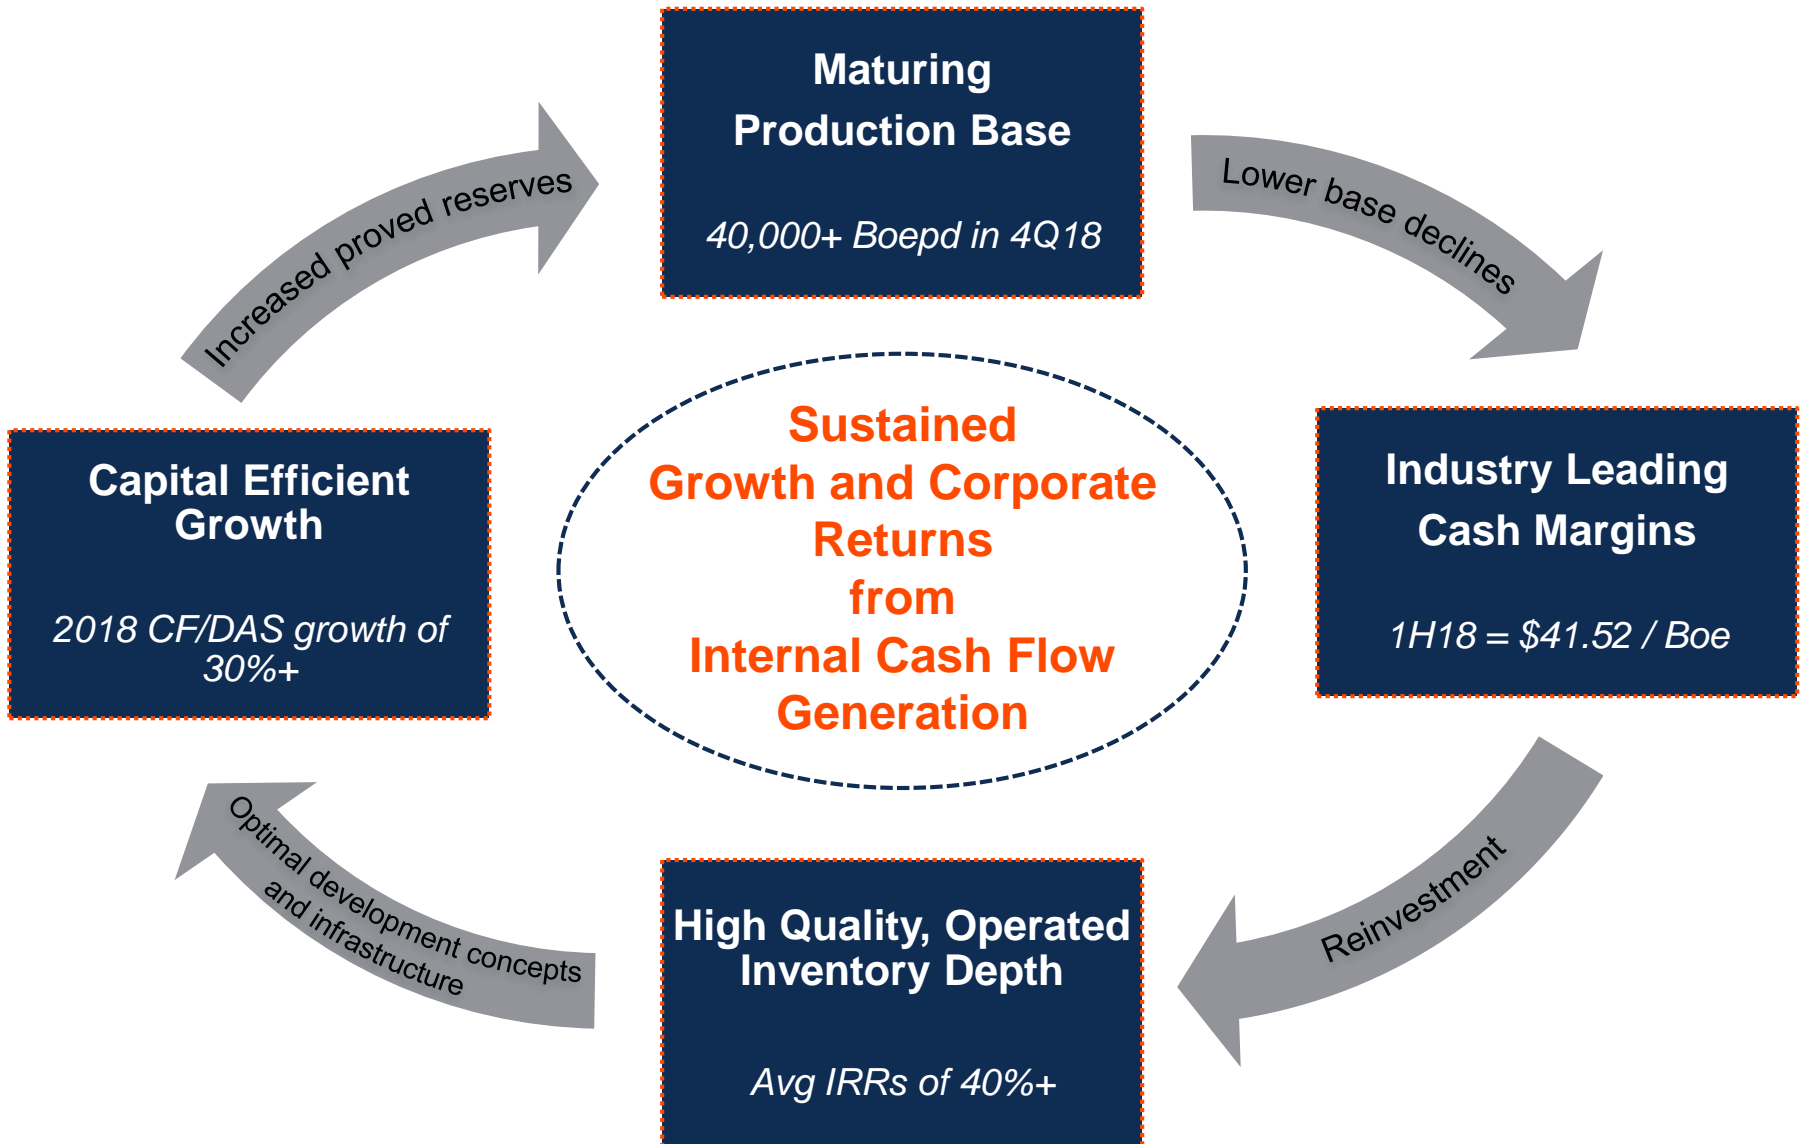 Maturing
Production Base
40,000+ Boepd in 4Q18
Lower base declines
Industry Leading
Cash Margins
1H18 = $41.52 / Boe
Reinvestment
High Quality, Operated
Inventory Depth
Avg IRRs of 40%+
Optimal development concepts
and infrastructure
Capital Efficient
Growth
2018 CF/DAS growth of
30%+
Increased proved reserves
Sustained
Growth and Corporate
Returns
from
Internal Cash Flow
Generation